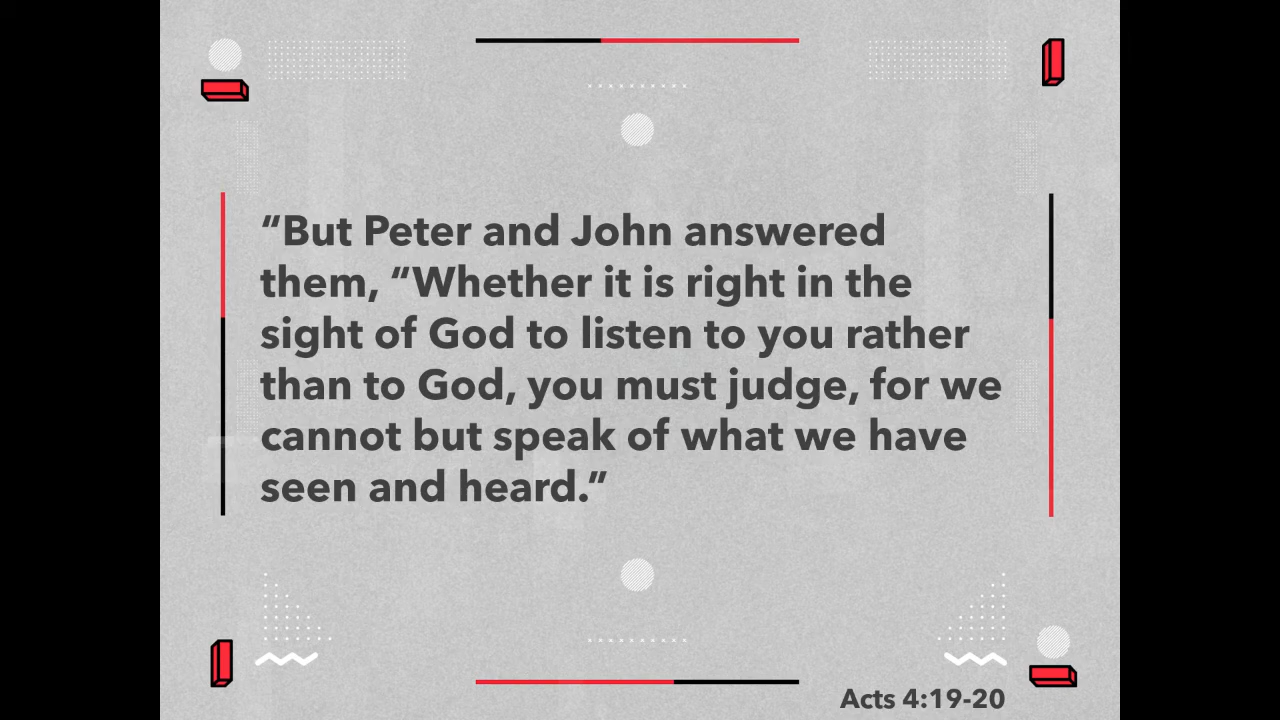 “But Peter and John answered
them, “Whether it is right in the
sight of God to listen to you rather
than to God, you must judge, for we
cannot but speak of what we have
seen and heard.”
Acts 4:19-20